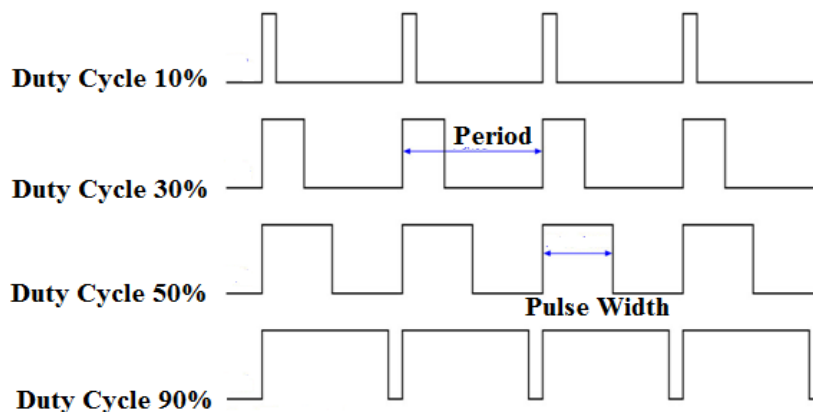 Duty Cycle 10%
Period
Duty Cycle 30%
Duty Cycle 50%
Pulse Width
Duty Cycle 90%